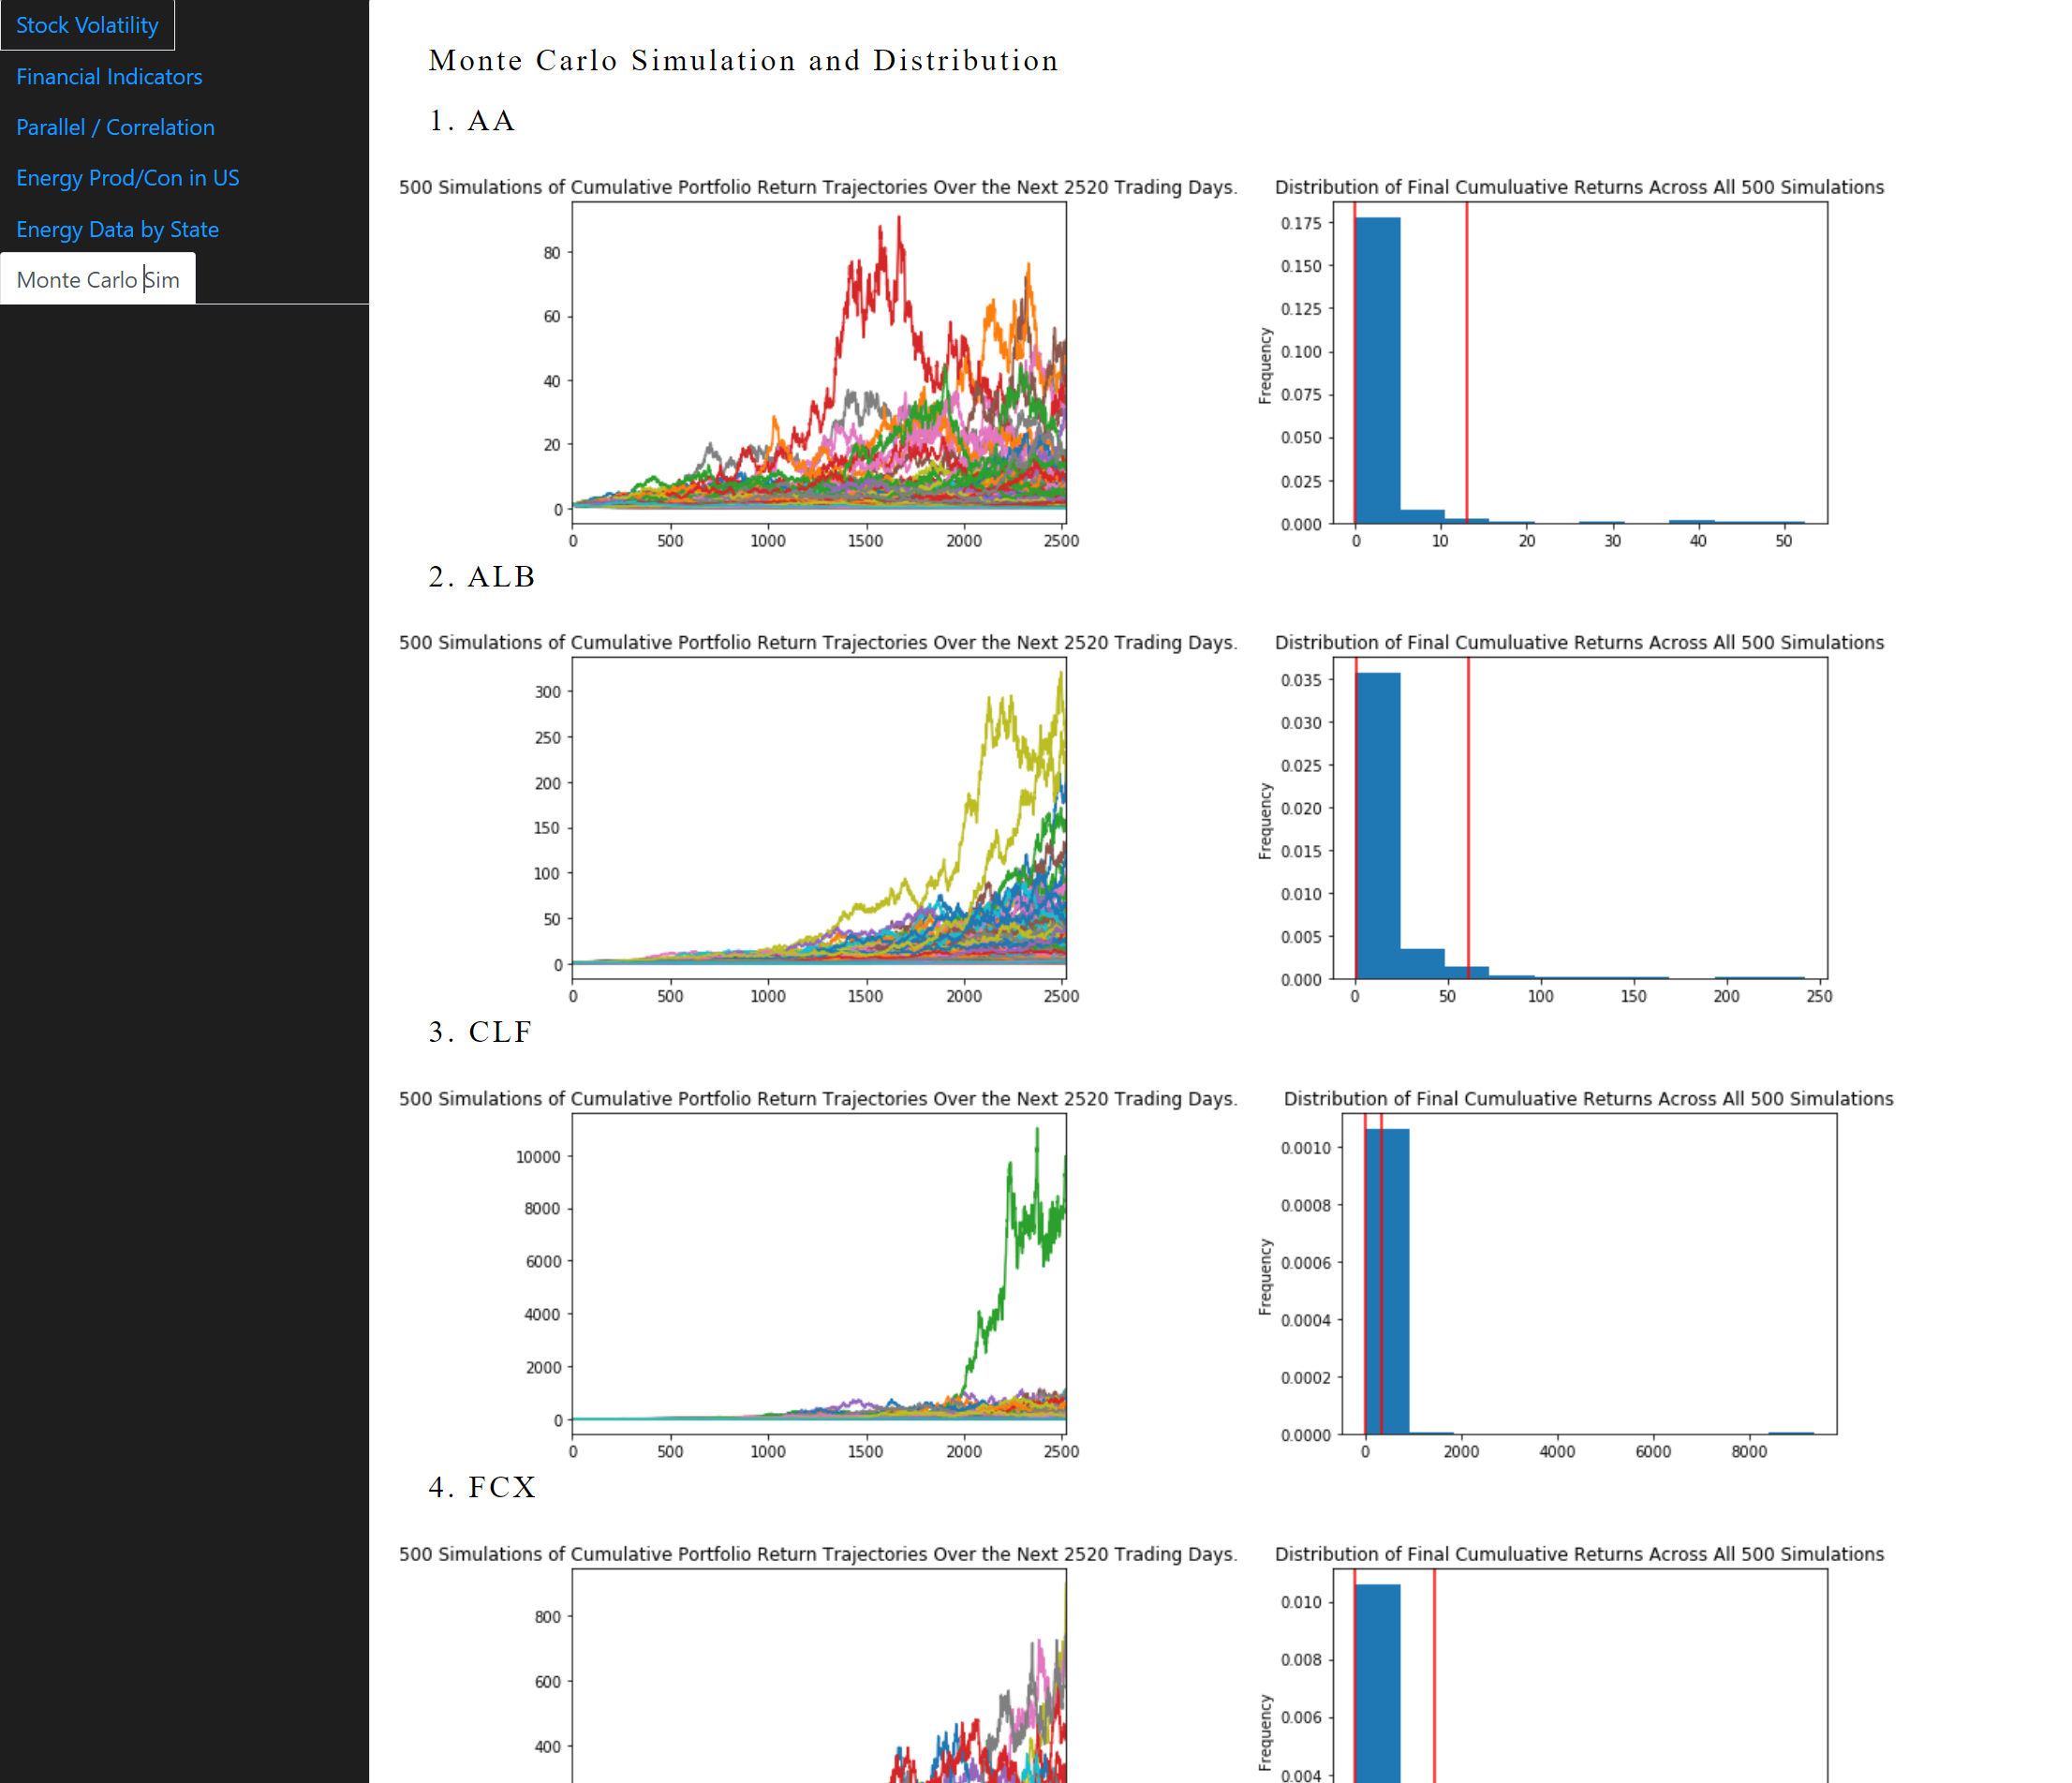 Stock Volatility
Financial Indicators
Parallel / Correlation
Energy Prod/Con in US
Energy Data by State
Monte Carlo Sim
Monte Carlo Simulation and Distribution
1. AA
500 Simulations of Cumulative Portfolio Return Trajectories Over the Next 2520 Trading Days.
80
60
40
20
0
0 500 1000 1500 2000 2500
Distribution of Final Cumuluative Returns Across All 500 Simulations
Frequency
0.175
0.150
0.125
0.100
0.075
0.050
0.025
0.000
0 10 20 30 40 50
2. ALB
500 Simulations of Cumulative Portfolio Return Trajectories Over the Next 2520 Trading Days.
300
250
200
150
100
50
0
0 500 1000 1500 2000 2500
Distribution of Final Cumuluative Returns Across All 500 Simulations
Frequency
0.035
0.030
0.025
0.020
0.015
0.010
0.005
0.000
0 50 100 150 200 250
3. CLF
500 Simulations of Cumulative Portfolio Return Trajectories Over the Next 2520 Trading Days.
10000
8000
6000
4000
2000
0
0 500 1000 1500 2000 2500
Distribution of Final Cumuluative Returns Across All 500 Simulations
Frequency
0.0010
0.0008
0.0006
0.0004
0.0002
0.0000
0 2000 4000 6000 8000
4. FCX
500 Simulations of Cumulative Portfolio Return Trajectories Over the Next 2520 Trading Days.
800
600
400
Distribution of Final Cumuluative Returns Across All 500 Simulations
Frequency
0.010
0.008
0.006
0.004